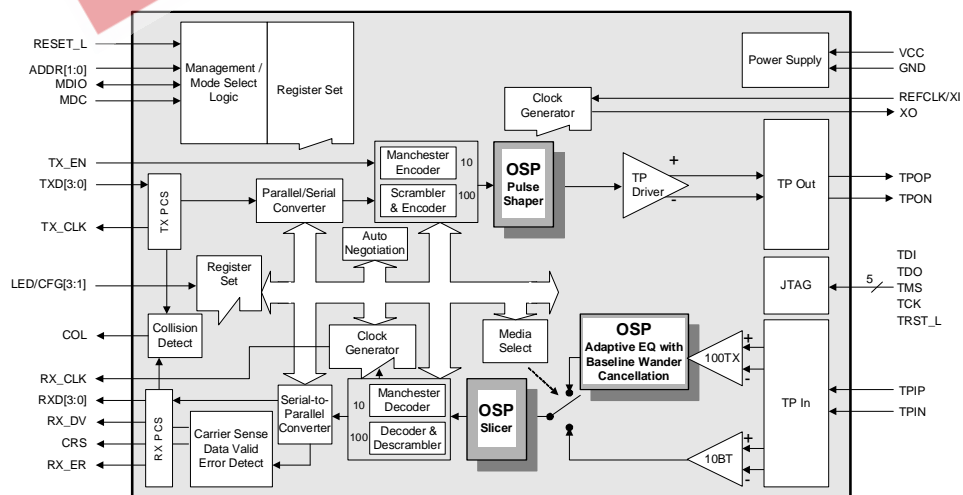 RESET_L
ADDR[1:0]
MDIO
MDC
Management /
Mode Select
Logic
Register Set
Power Supply
VCC
GND
Clock
Generator
REFCLK/XI
XO
TX_EN
TXD[3:0]
TX_CLK
TX PCS
Parallel/Serial
Converter
Manchester
Encoder
10
Scrambler
& Encoder
100
OSP
Pulse
Shaper
TP
Driver
+
-
TP Out
TPOP
TPON
Auto
Negotiation
LED/CFG[3:1]
Register
Set
JTAG
5
TDI
TDO
TMS
TCK
TRST_L
COL
Collision
Detect
Clock
Generator
Media
Select
OSP
Adaptive EQ with
Baseline Wander
Cancellation
100TX
+
-
TP In
TPIP
TPIN
RX_CLK
RXD[3:0]
RX_DV
CRS
RX_ER
RX PCS
Carrier Sense
Data Valid
Error Detect
Serial-to-
Parallel
Converter
10
Manchester
Decoder
100
Decoder &
Descrambler
OSP
Slicer
10BT
+
-